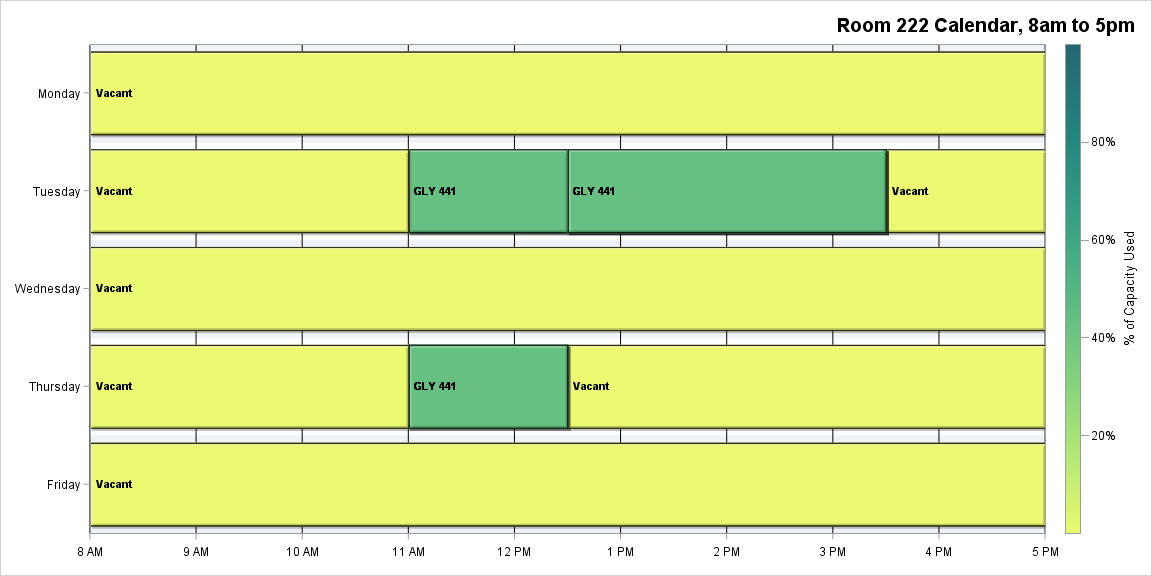 Room 222 Calendar, 8am to 5pm
Monday
Vacant
Tuesday
Vacant
GLY 441
GLY 441
Vacant
Wednesday
Vacant
Thursday
Vacant
GLY 441
Vacant
Friday
Vacant
8 AM
9 AM
10 AM
11 AM
12 PM
1 PM
2 PM
3 PM
4 PM
5 PM
80%
60%
40%
20%
% of Capacity Used